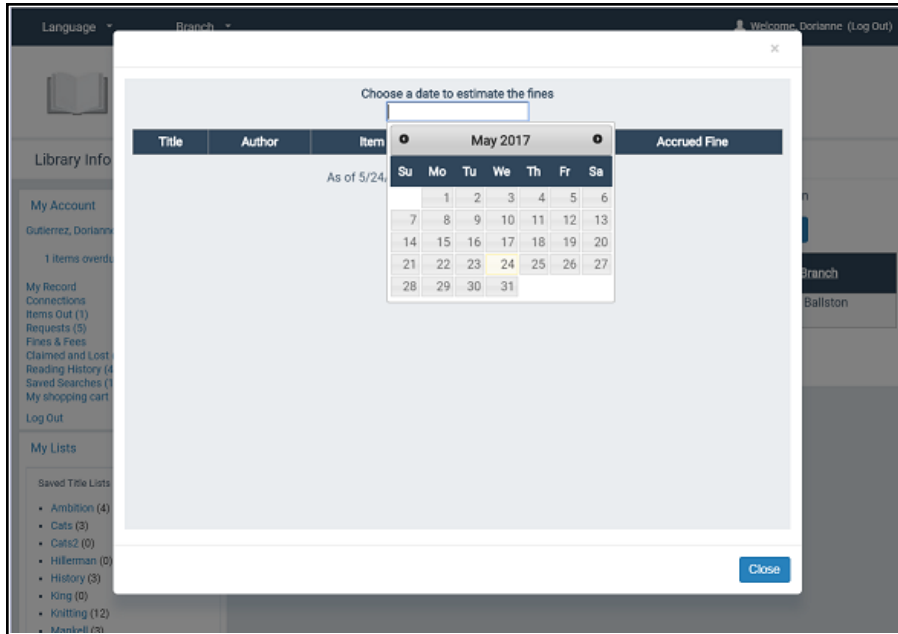 Language Branch Welcome, Dorianne (Log Out)
×
Choose a date to estimate the fines
Title Author Item Accrued Fine
May 2017
Su Mo Tu We Th Fr Sa
1 2 3 4 5 6
7 8 9 10 11 12 13
14 15 16 17 18 19 20
21 22 23 24 25 26 27
28 29 30 31
As of 5/24/
Library Info
My Account
Gutierrez, Dorianne
1 items overdu
My Record
Connections
Items Out (1)
Requests (5)
Fines & Fees
Claimed and Lost
Reading History (4
Saved Searches (1
My shopping cart
Log Out
My Lists
Saved Title Lists
Ambition (4)
Cats (3)
Cats2 (0)
Hillerman (0)
History (3)
King (0)
Knitting (12)
Mankell (3)
n
Branch
Ballston
Close